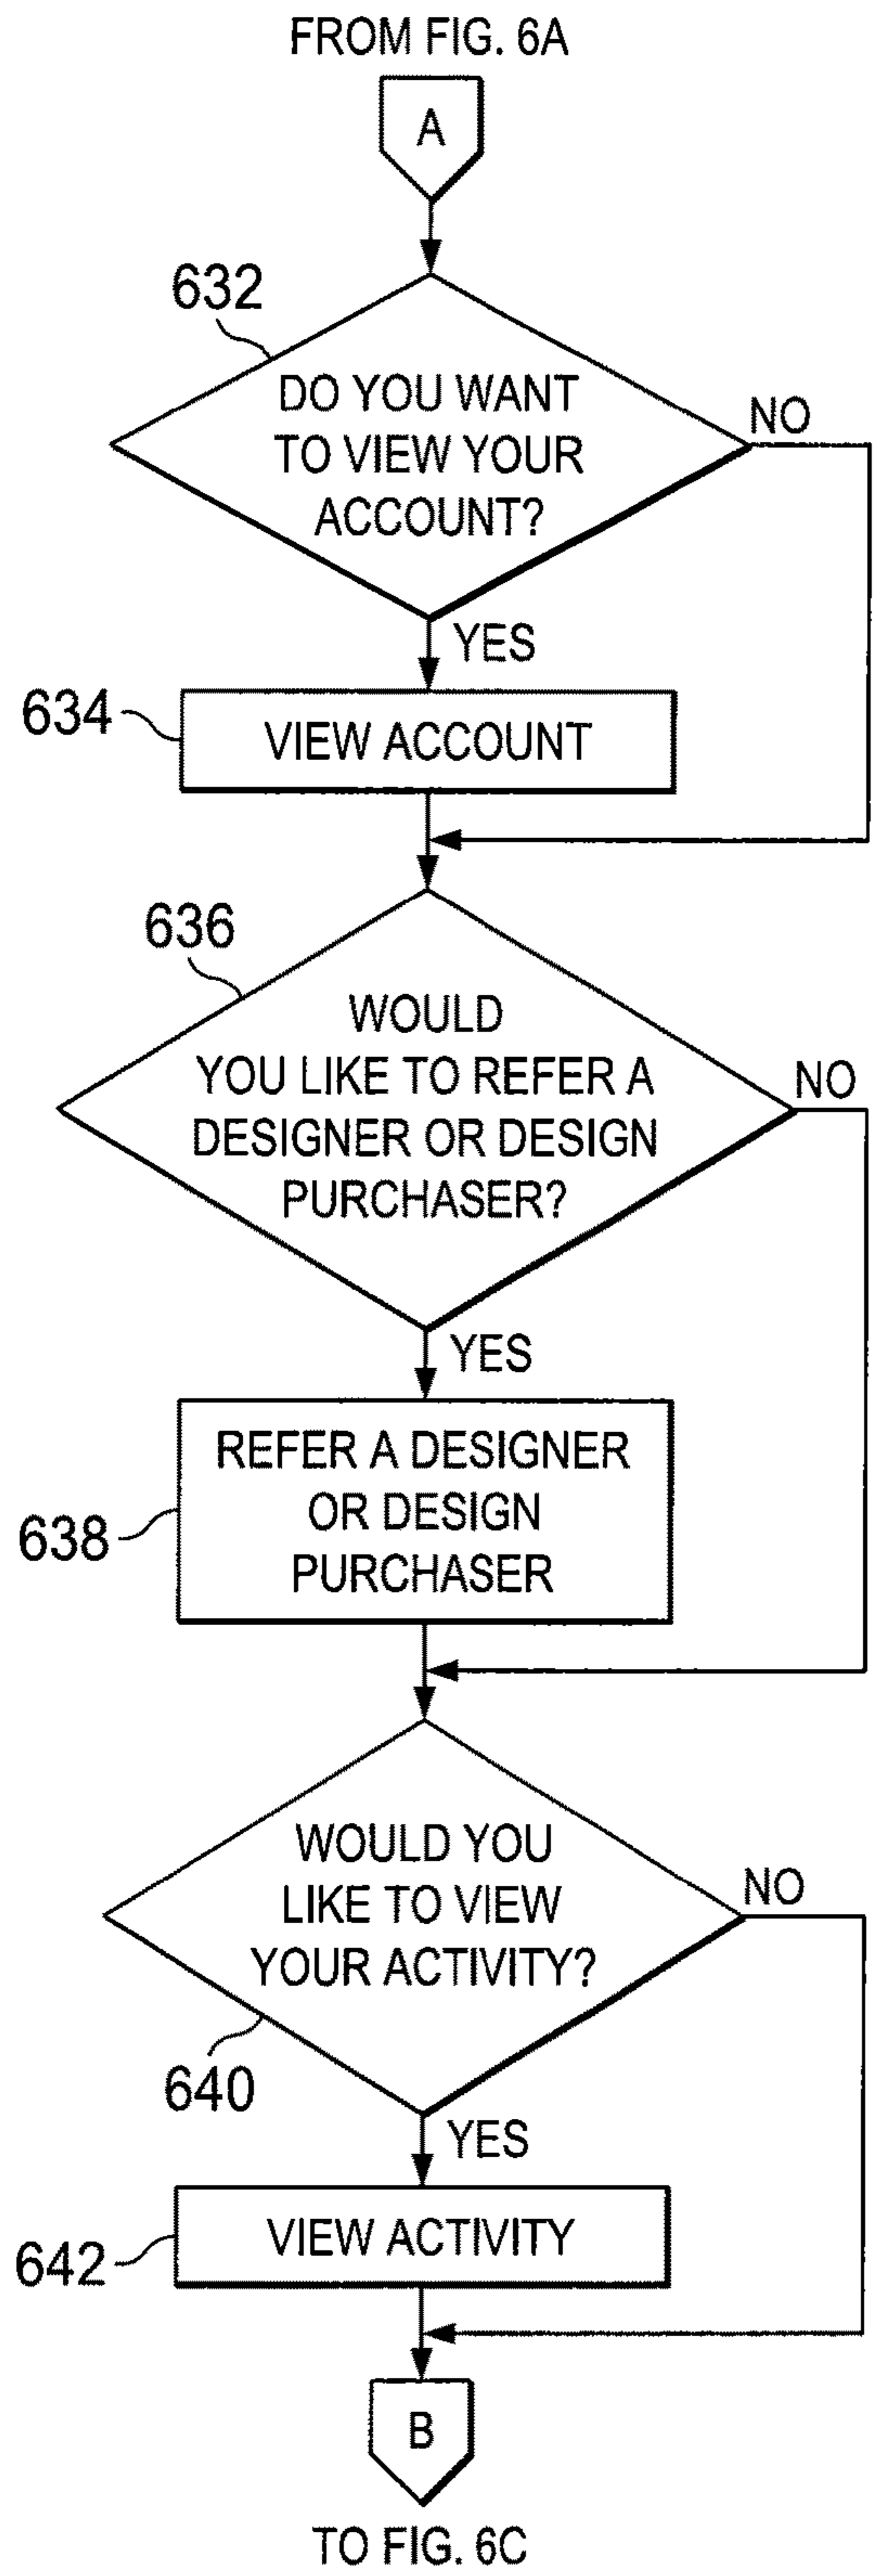 FROM FIG. 6A
A
632
DO YOU WANT
TO VIEW YOUR
ACCOUNT?
NO
YES
634
VIEW ACCOUNT
636
WOULD
YOU LIKE TO REFER A
DESIGNER OR DESIGN
PURCHASER?
NO
YES
638
REFER A DESIGNER
OR DESIGN
PURCHASER
WOULD YOU
LIKE TO VIEW
YOUR ACTIVITY?
NO
640
YES
642
VIEW ACTIVITY
B
TO FIG. 6C